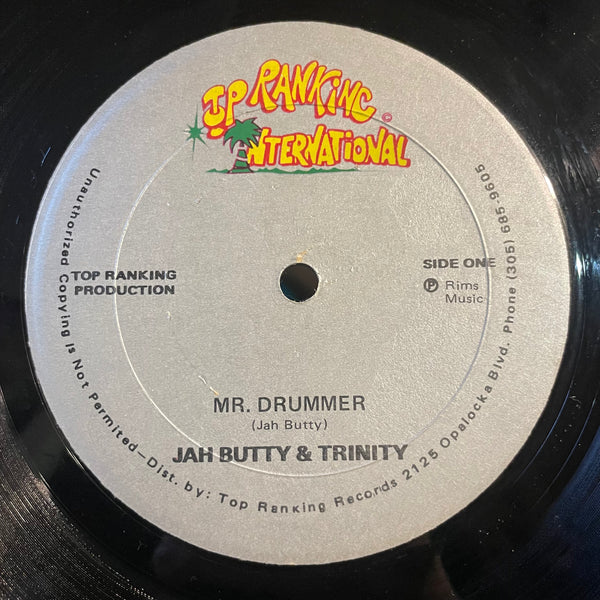 TOP RANKING
INTERNATIONAL
©
TOP RANKING
PRODUCTION
SIDE ONE
℗ Rims
Music
MR. DRUMMER
(Jah Butty)
JAH BUTTY & TRINITY
Unauthorized Copying Is Not Permited—Dist. by: Top Ranking Records 2125 Opalocka Blvd. Phone (305) 685-9605